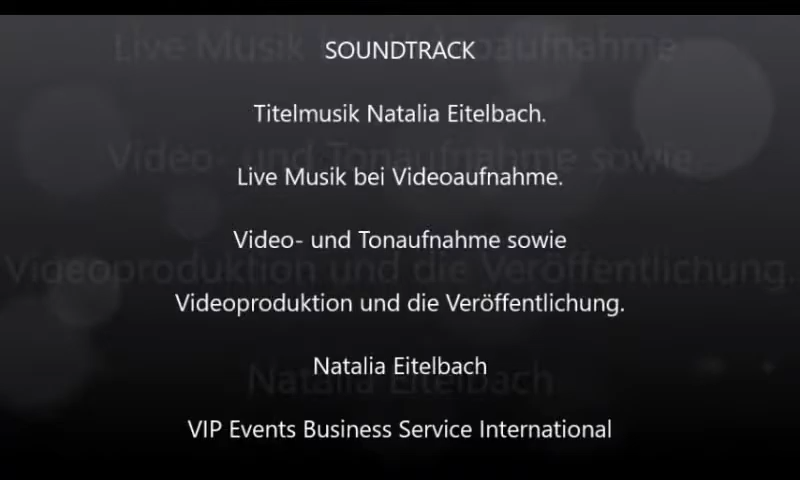 SOUNDTRACK
Titelmusik Natalia Eitelbach.
Live Musik bei Videoaufnahme.
Video- und Tonaufnahme sowie
Videoproduktion und die Veröffentlichung.
Natalia Eitelbach
VIP Events Business Service International